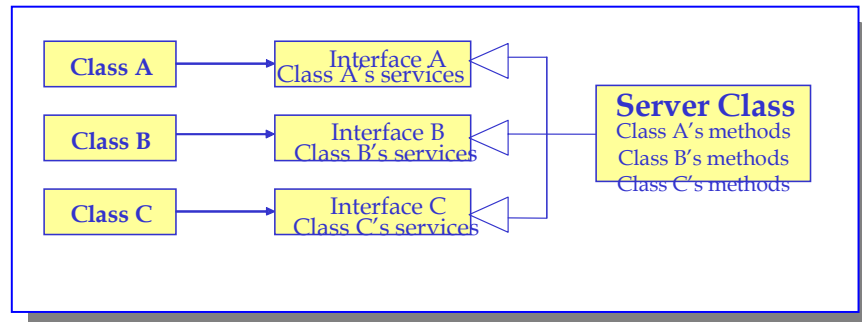 Class A
Interface A
Class A's services
Class B
Interface B
Class B's services
Class C
Interface C
Class C's services
Server Class
Class A's methods
Class B's methods
Class C's methods